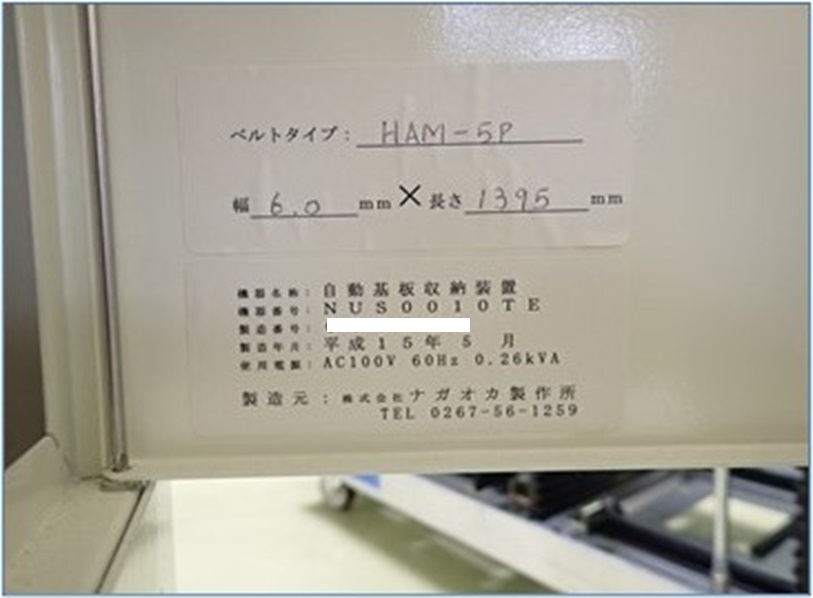 ベルトタイプ： HAM-5P
幅 6.0 mm × 長さ 1395 mm
機器名称： 自動基板収納装置
機器番号： NUS0010TE
製造番号：
製造年月： 平成15年5月
使用電源： AC100V 60Hz 0.26kVA
製造元： 株式会社ナガオカ製作所
TEL 0267-56-1259